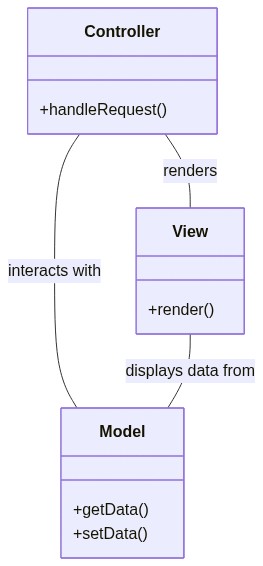 Controller
+handleRequest()
renders
View
interacts with
+render()
displays data from
Model
+getData()
+setData()